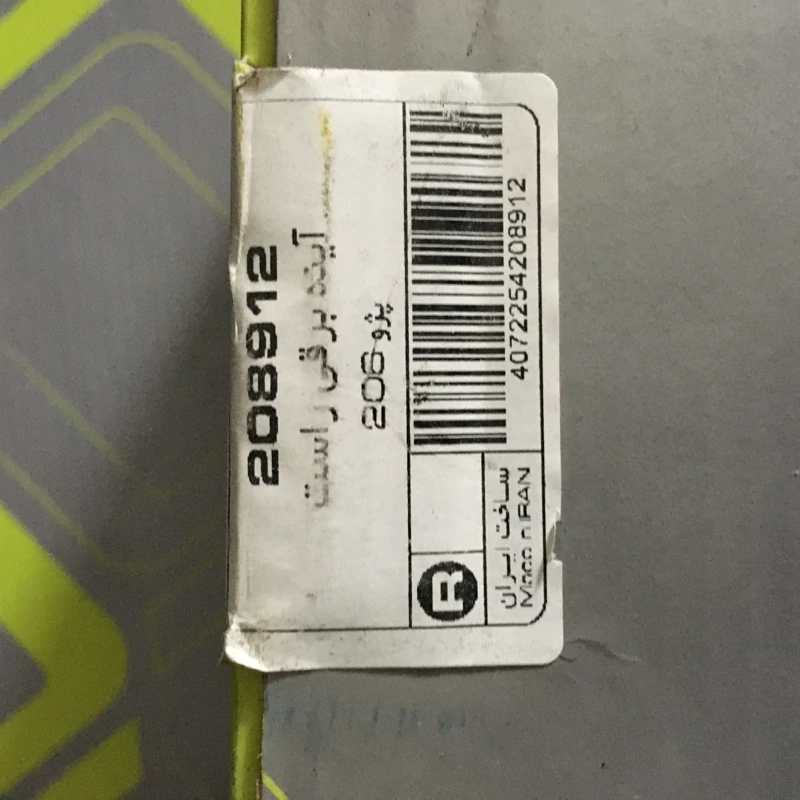 208912
آینه برقی راست
پژو 206
4072254208912
R
ساخت ایران
Made in IRAN